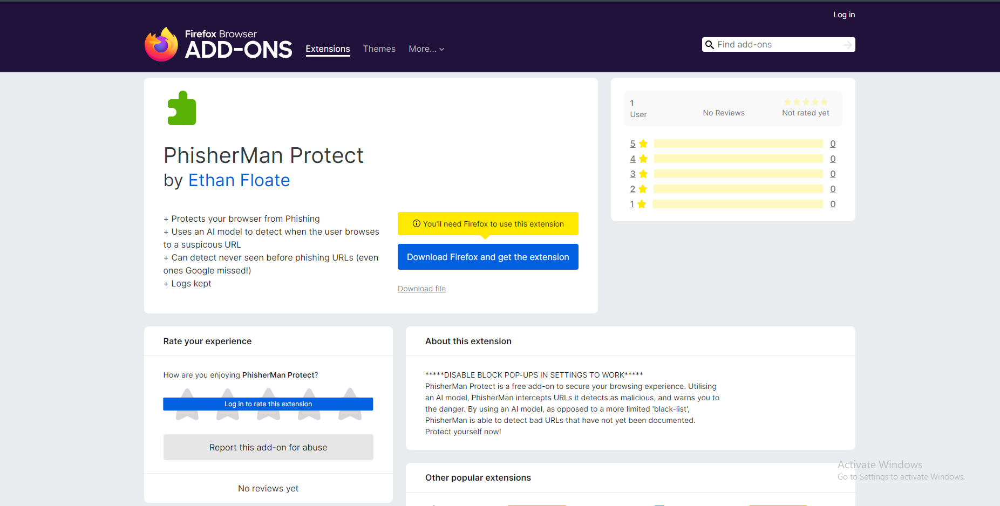 Log in
Firefox Browser
ADD-ONS
Extensions
Themes
More...
Find add-ons
PhisherMan Protect
by Ethan Floate
+ Protects your browser from Phishing
+ Uses an AI model to detect when the user browses
to a suspicous URL
+ Can detect never seen before phishing URLs (even
ones Google missed!)
+ Logs kept
You'll need Firefox to use this extension
Download Firefox and get the extension
Download file
1
User
No Reviews
Not rated yet
5 0
4 0
3 0
2 0
1 0
Rate your experience
How are you enjoying PhisherMan Protect?
Log in to rate this extension
Report this add-on for abuse
No reviews yet
About this extension
*****DISABLE BLOCK POP-UPS IN SETTINGS TO WORK*****
PhisherMan Protect is a free add-on to secure your browsing experience. Utilising
an AI model, PhisherMan intercepts URLs it detects as malicious, and warns you to
the danger. By using an AI model, as opposed to a more limited 'black-list',
PhisherMan is able to detect bad URLs that have not yet been documented.
Protect yourself now!
Other popular extensions
Activate Windows
Go to Settings to activate Windows.